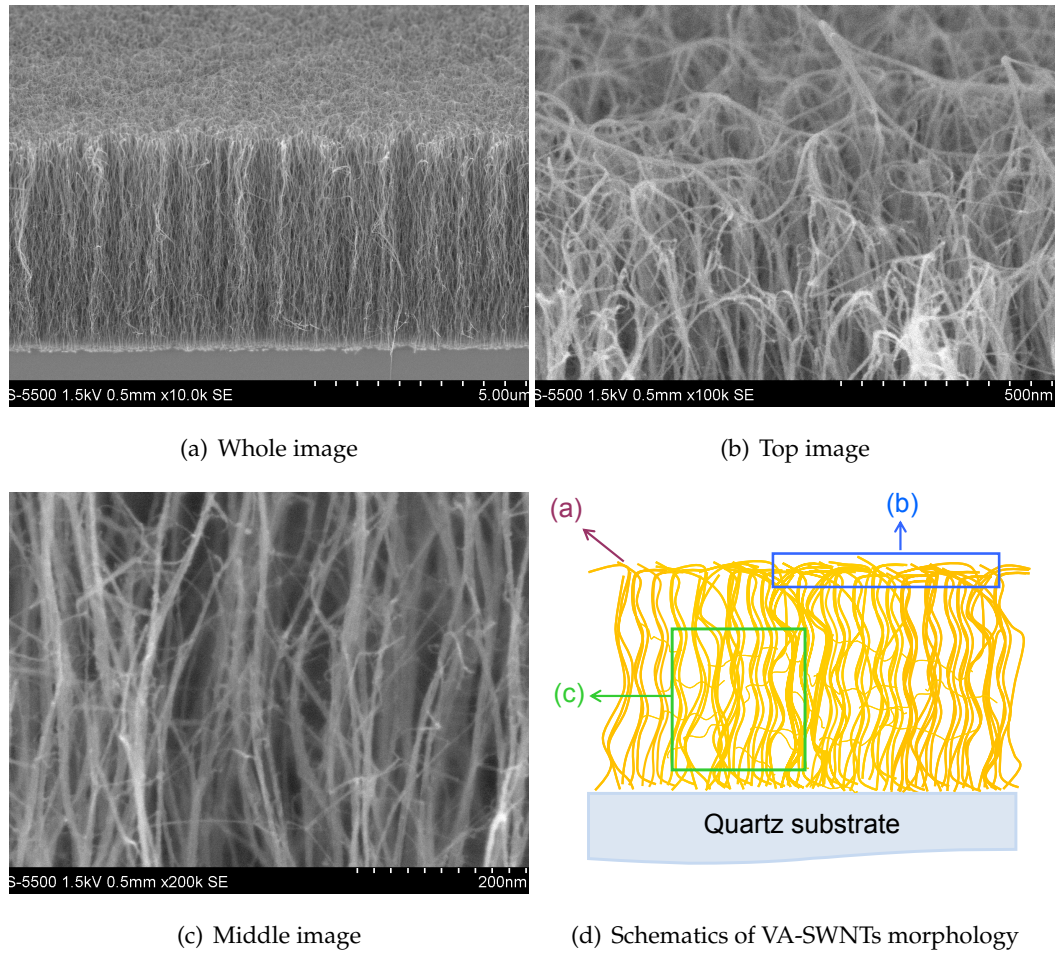 S-5500 1.5kV 0.5mm x10.0k SE 5.00um
S-5500 1.5kV 0.5mm x100k SE 500nm
(a) Whole image
(b) Top image
S-5500 1.5kV 0.5mm x200k SE 200nm
(a)
(b)
(c)
Quartz substrate
(c) Middle image
(d) Schematics of VA-SWNTs morphology